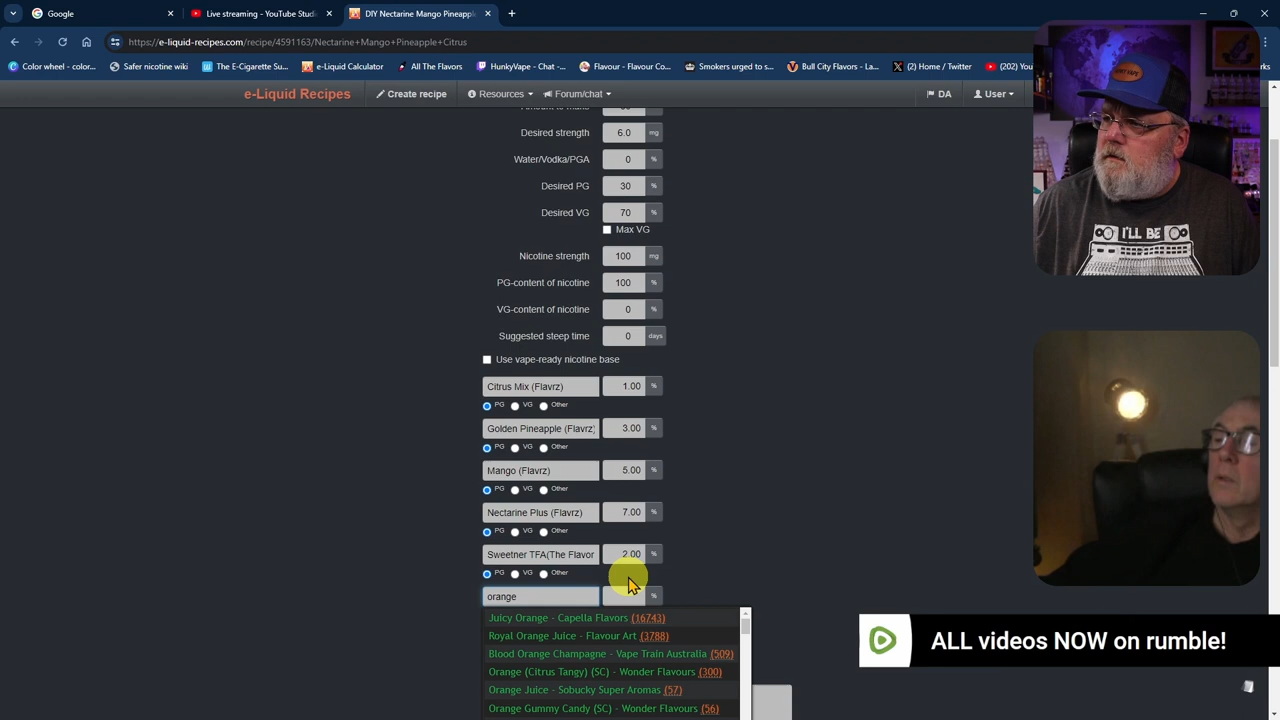 Google
Live streaming - YouTube Studi
DIY Nectarine Mango Pineappl
https://e-liquid-recipes.com/recipe/4591163/Nectarine+Mango+Pineapple+Citrus
Color wheel - color...
Safer nicotine wiki
The E-Cigarette Su...
e-Liquid Calculator
All The Flavors
HunkyVape - Chat -...
Flavour - Flavour Co...
Smokers urged to s...
Bull City Flavors - La...
(2) Home / Twitter
(202) You
ks
e-Liquid Recipes
Create recipe
Resources
Forum/chat
DA
User
Desired strength 6.0 mg
Water/Vodka/PGA 0 %
Desired PG 30 %
Desired VG 70 %
Max VG
Nicotine strength 100 mg
PG-content of nicotine 100 %
VG-content of nicotine 0 %
Suggested steep time 0 days
Use vape-ready nicotine base
Citrus Mix (Flavrz) 1.00 %
PG VG Other
Golden Pineapple (Flavrz) 3.00 %
PG VG Other
Mango (Flavrz) 5.00 %
PG VG Other
Nectarine Plus (Flavrz) 7.00 %
PG VG Other
Sweetner TFA(The Flavor 2.00 %
PG VG Other
orange %
Juicy Orange - Capella Flavors (16743)
Royal Orange Juice - Flavour Art (3788)
Blood Orange Champagne - Vape Train Australia (509)
Orange (Citrus Tangy) (SC) - Wonder Flavours (300)
Orange Juice - Sobucky Super Aromas (57)
Orange Gummy Candy (SC) - Wonder Flavours (56)
I'LL BE
ALL videos NOW on rumble!